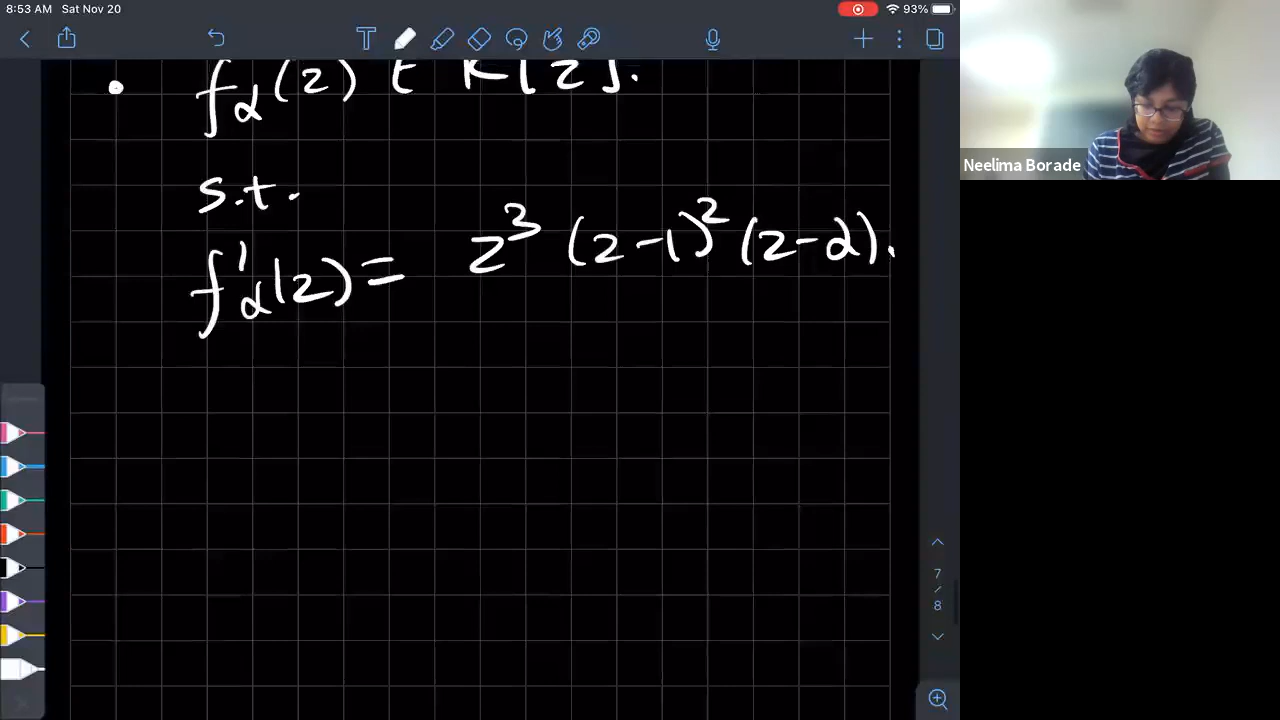 8:53 AM Sat Nov 20
93%
• f_α(z) ∈ K[z].
s.t.
f'_α(z) = z³ (z-1)² (z-α).
Neelima Borade
7
/
8